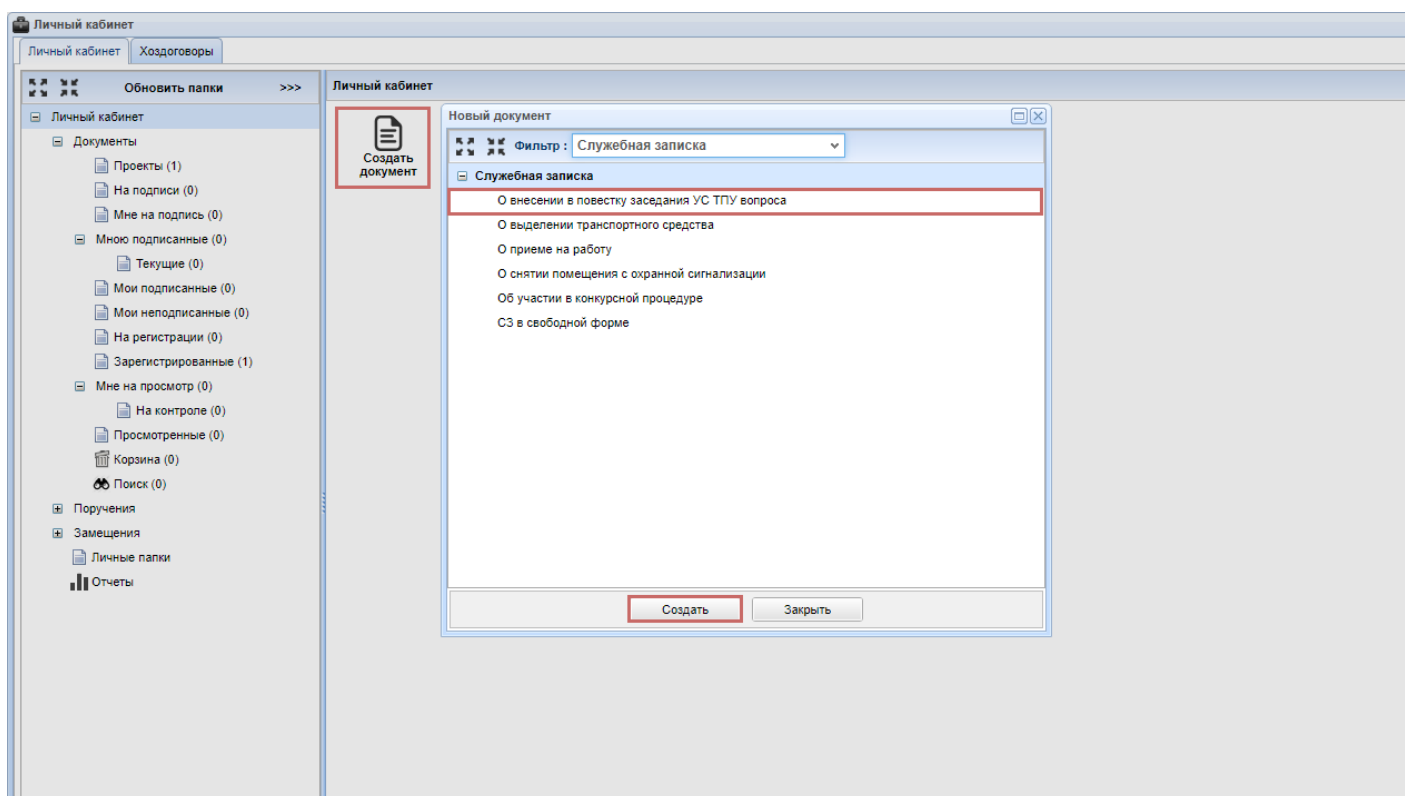 Личный кабинет
Личный кабинет Хоздоговоры
Обновить папки >>>
Личный кабинет
Личный кабинет
Документы
Проекты (1)
На подписи (0)
Мне на подпись (0)
Мною подписанные (0)
Текущие (0)
Мои подписанные (0)
Мои неподписанные (0)
На регистрации (0)
Зарегистрированные (1)
Мне на просмотр (0)
На контроле (0)
Просмотренные (0)
Корзина (0)
Поиск (0)
Поручения
Замещения
Личные папки
Отчеты
Создать
документ
Новый документ
Фильтр : Служебная записка
Служебная записка
О внесении в повестку заседания УС ТПУ вопроса
О выделении транспортного средства
О приеме на работу
О снятии помещения с охранной сигнализации
Об участии в конкурсной процедуре
СЗ в свободной форме
Создать Закрыть